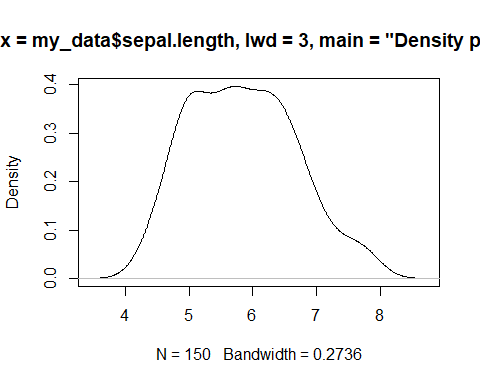 x = my_data$sepal.length, lwd = 3, main = "Density p
Density
0.0 0.1 0.2 0.3 0.4
4 5 6 7 8
N = 150 Bandwidth = 0.2736